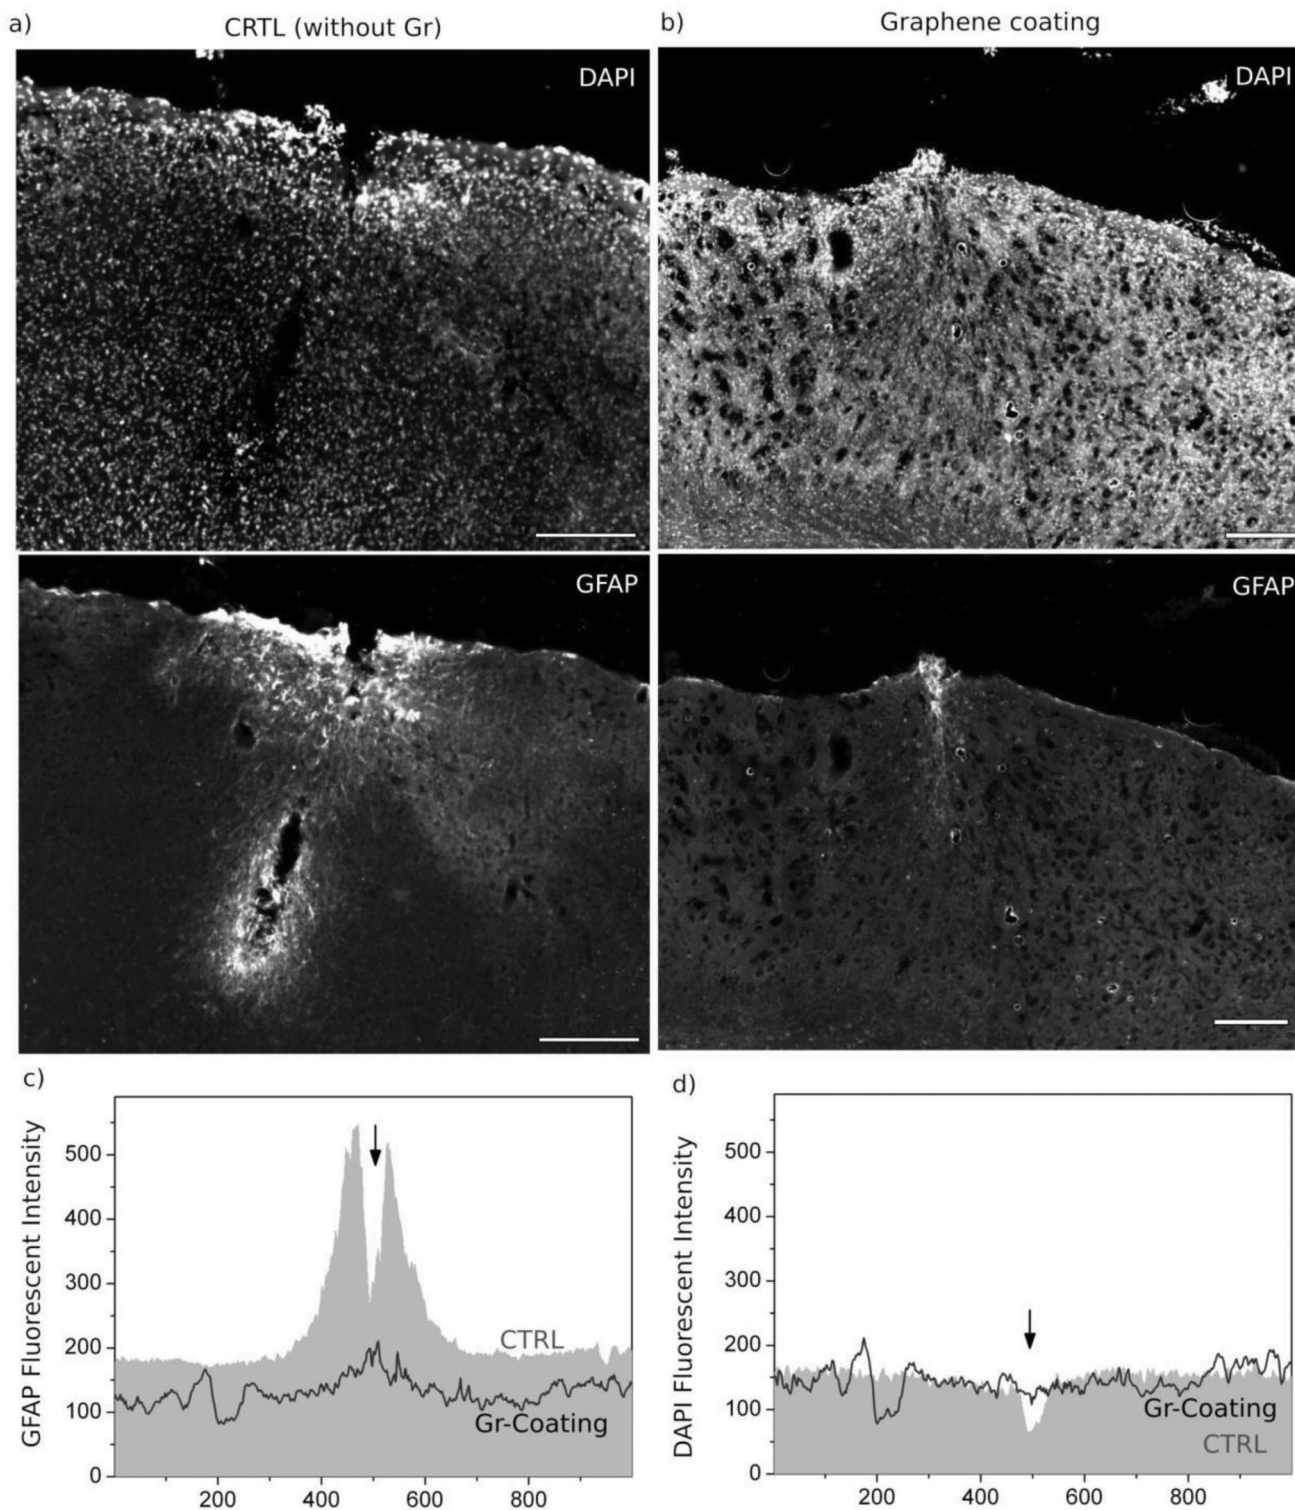 a)
CRTL (without Gr)
b)
Graphene coating
DAPI
DAPI
GFAP
GFAP
c)
GFAP Fluorescent Intensity
500
400
300
200
100
0
200
400
600
800
CTRL
Gr-Coating
d)
DAPI Fluorescent Intensity
500
400
300
200
100
0
200
400
600
800
Gr-Coating
CTRL